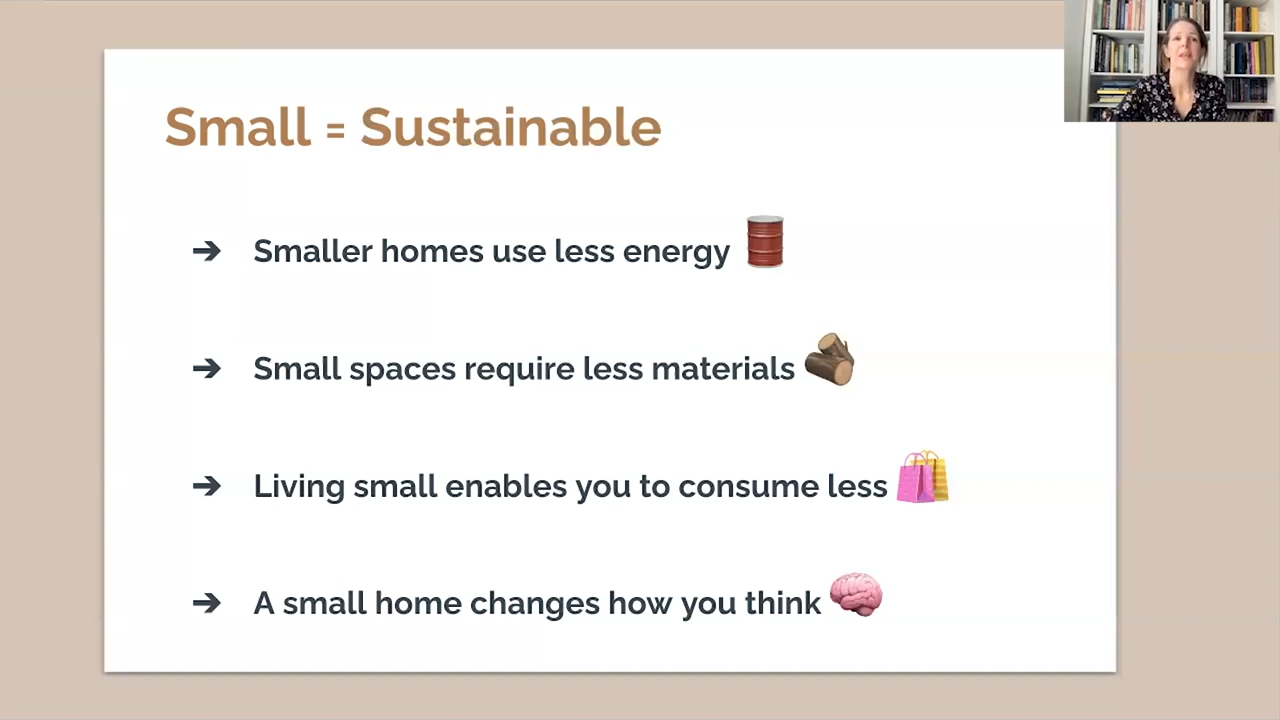 Small = Sustainable
➔ Smaller homes use less energy
➔ Small spaces require less materials
➔ Living small enables you to consume less
➔ A small home changes how you think